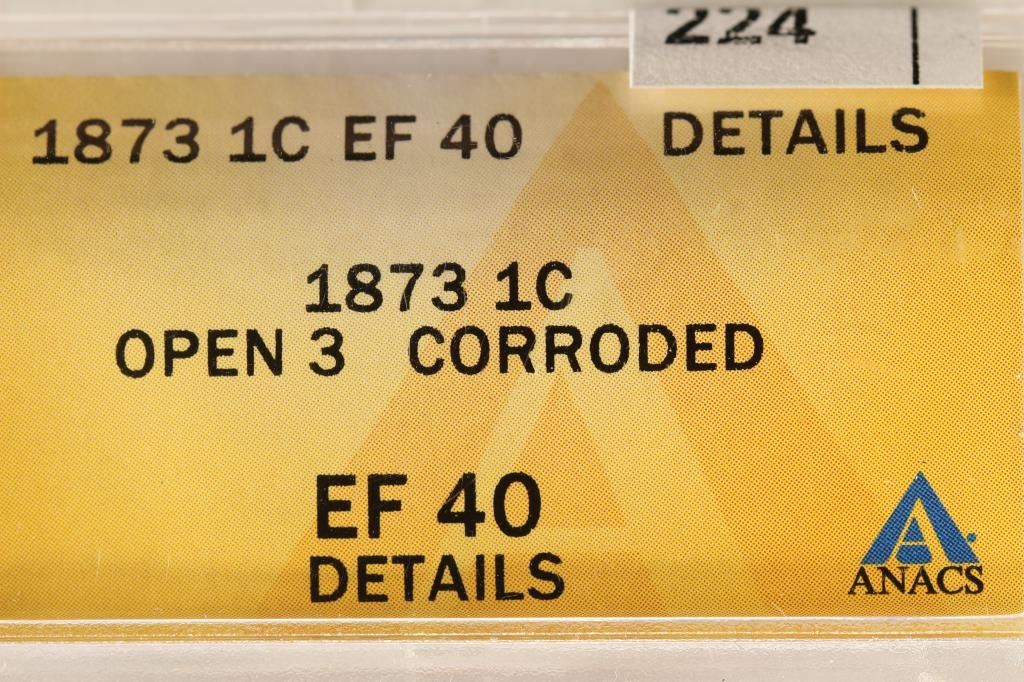 224
1873 1C EF 40 DETAILS
1873 1C
OPEN 3 CORRODED
EF 40
DETAILS
ANACS